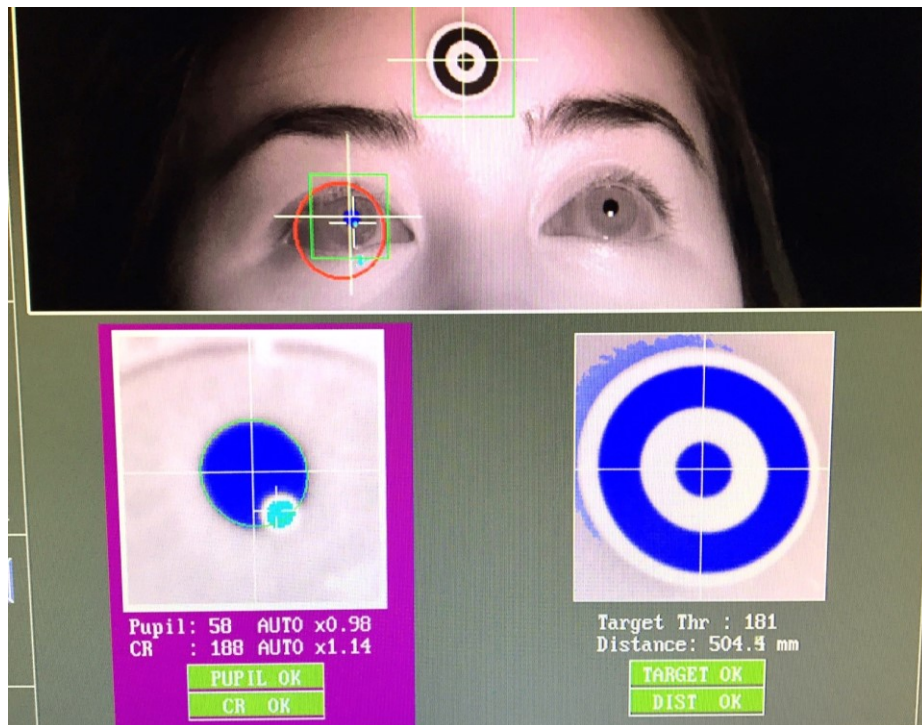 Pupil: 58 AUTO x0.98
CR : 188 AUTO x1.14
PUPIL OK
CR OK
Target Thr : 181
Distance: 504.5 mm
TARGET OK
DIST OK